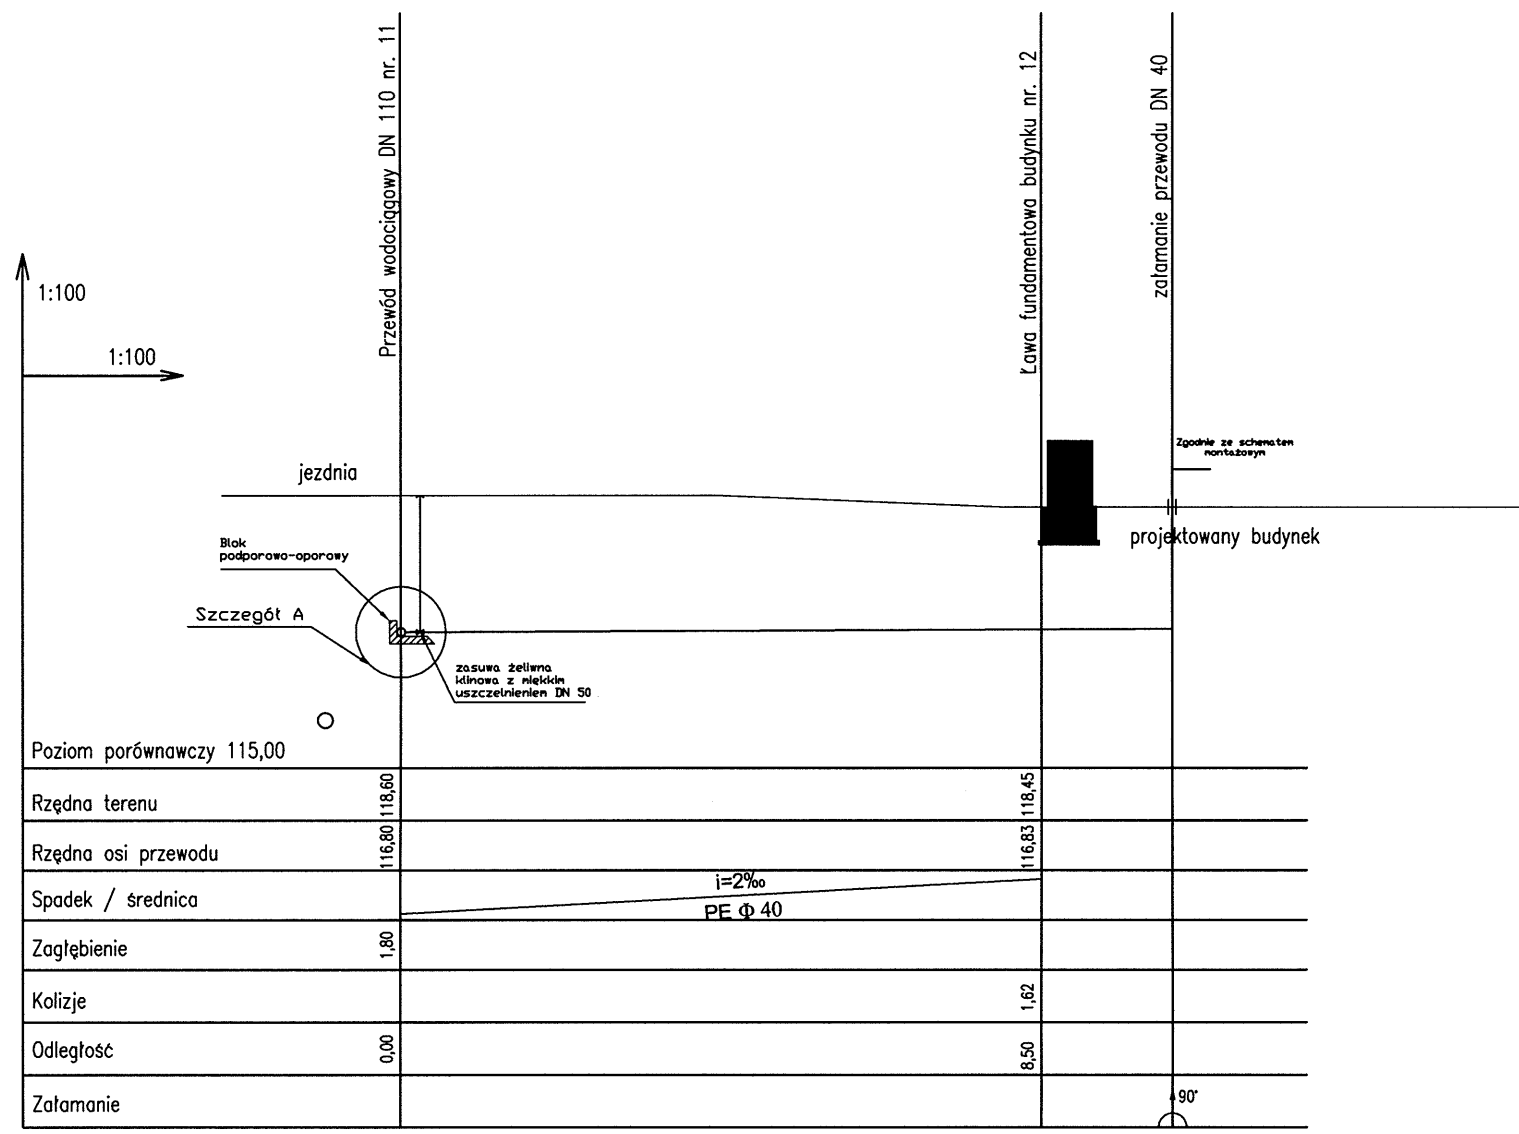 Przewód wodociągowy DN 110 nr. 11
Ława fundamentowa budynku nr. 12
załamanie przewodu DN 40
1:100
1:100
jezdnia
Zgodnie ze schematem
montażowym
projektowany budynek
Blok
podporowo-oporowy
Szczegół A
zasuwa żeliwna
klinowa z miękkim
uszczelnieniem DN 50
Poziom porównawczy 115,00
Rzędna terenu 118,60 118,45
Rzędna osi przewodu 116,80 116,83
Spadek / średnica
i=2‰
PE Φ 40
Zagłębienie 1,80
Kolizje 1,62
Odległość 0,00 8,50
Załamanie 90°